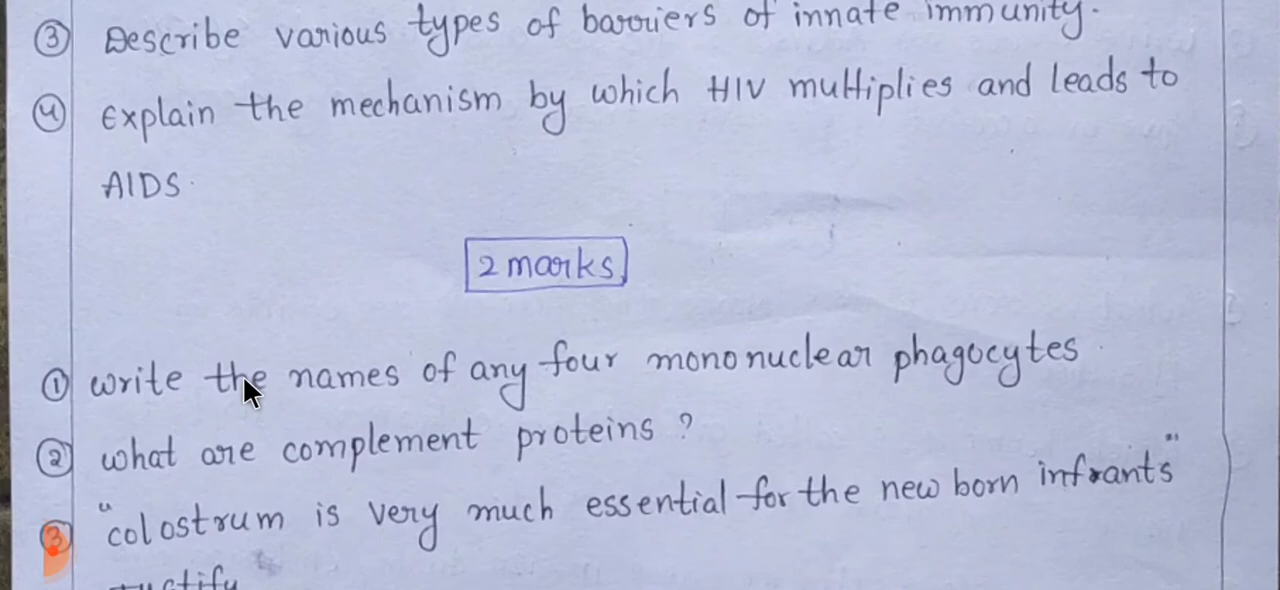 ③ Describe various types of barriers of innate immunity.
④ Explain the mechanism by which HIV multiplies and leads to
AIDS.
2 marks
① write the names of any four mononuclear phagocytes
② what are complement proteins ?
③ "colostrum is very much essential for the new born infrants"
Justify